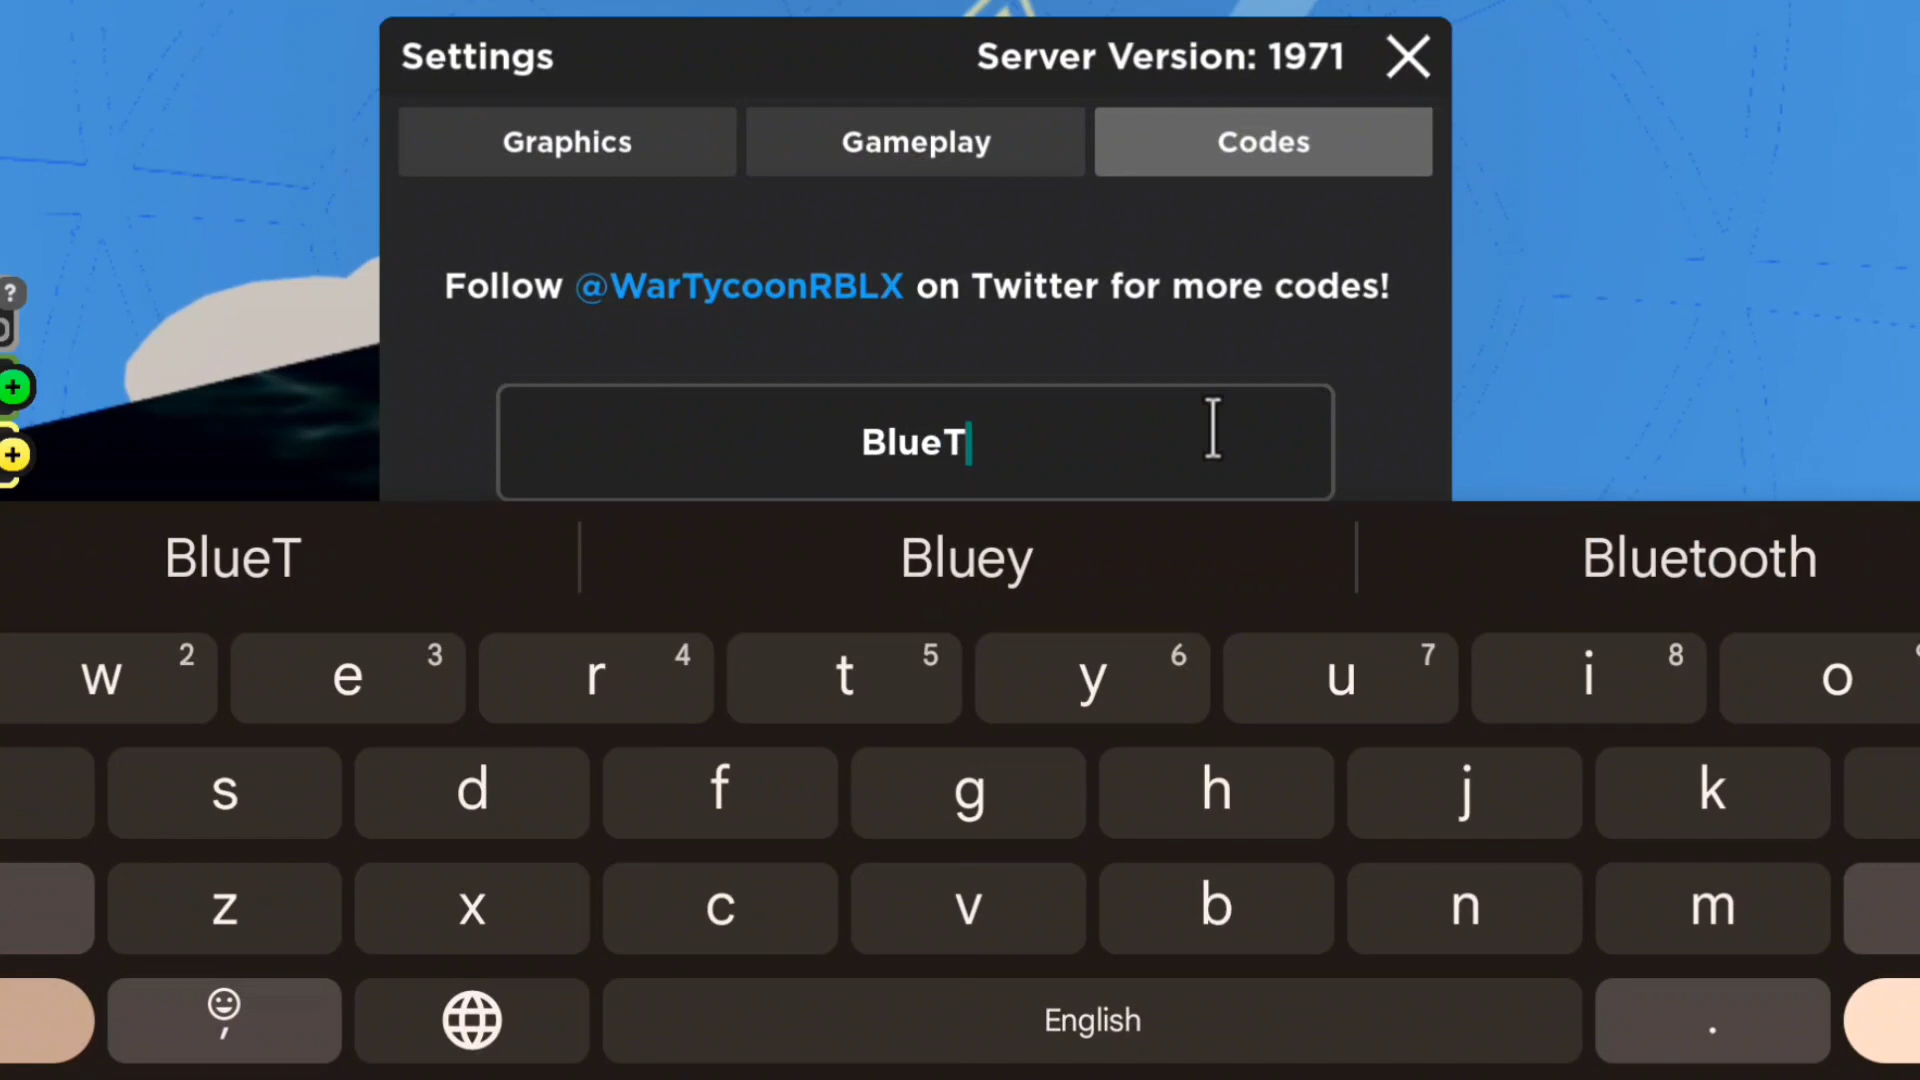 Settings
Server Version: 1971
Graphics
Gameplay
Codes
Follow @WarTycoonRBLX on Twitter for more codes!
BlueT
?
+
+
BlueT
Bluey
Bluetooth
w 2 e 3 r 4 t 5 y 6 u 7 i 8 o
s d f g h j k
z x c v b n m
, English .